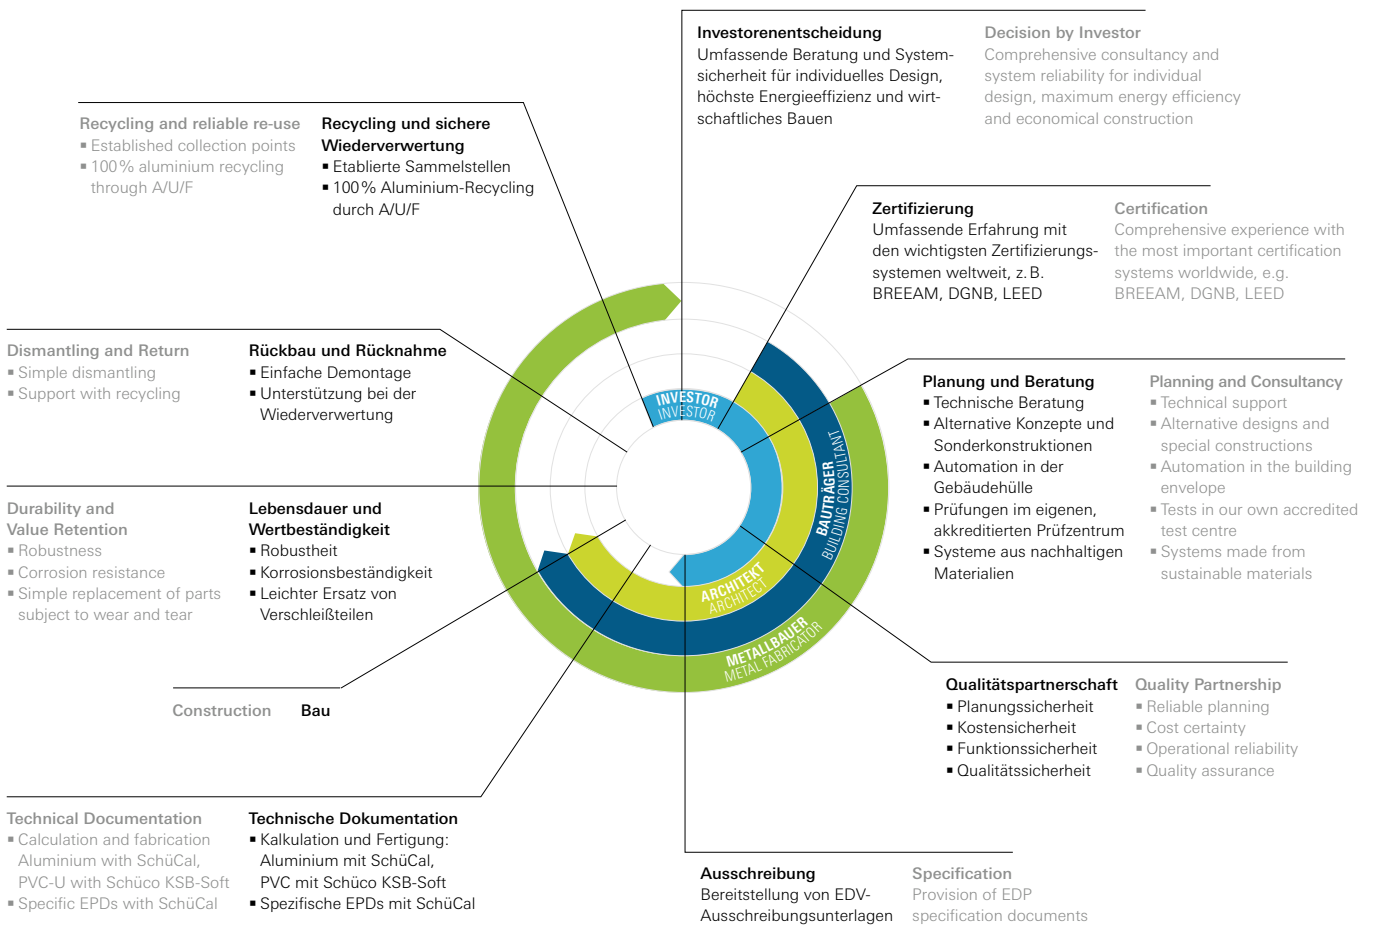 Investorenentscheidung
Umfassende Beratung und System-
sicherheit für individuelles Design,
höchste Energieeffizienz und wirt-
schaftliches Bauen
Decision by Investor
Comprehensive consultancy and
system reliability for individual
design, maximum energy efficiency
and economical construction
Recycling and reliable re-use
▪ Established collection points
▪ 100 % aluminium recycling
through A/U/F
Recycling und sichere
Wiederverwertung
▪ Etablierte Sammelstellen
▪ 100 % Aluminium-Recycling
durch A/U/F
Zertifizierung
Umfassende Erfahrung mit
den wichtigsten Zertifizierungs-
systemen weltweit, z. B.
BREEAM, DGNB, LEED
Certification
Comprehensive experience with
the most important certification
systems worldwide, e.g.
BREEAM, DGNB, LEED
Dismantling and Return
▪ Simple dismantling
▪ Support with recycling
Rückbau und Rücknahme
▪ Einfache Demontage
▪ Unterstützung bei der
Wiederverwertung
INVESTOR
INVESTOR
BAUTRÄGER
BUILDING CONSULTANT
ARCHITEKT
ARCHITECT
METALLBAUER
METAL FABRICATOR
Planung und Beratung
▪ Technische Beratung
▪ Alternative Konzepte und
Sonderkonstruktionen
▪ Automation in der
Gebäudehülle
▪ Prüfungen im eigenen,
akkreditierten Prüfzentrum
▪ Systeme aus nachhaltigen
Materialien
Planning and Consultancy
▪ Technical support
▪ Alternative designs and
special constructions
▪ Automation in the building
envelope
▪ Tests in our own accredited
test centre
▪ Systems made from
sustainable materials
Durability and
Value Retention
▪ Robustness
▪ Corrosion resistance
▪ Simple replacement of parts
subject to wear and tear
Lebensdauer und
Wertbeständigkeit
▪ Robustheit
▪ Korrosionsbeständigkeit
▪ Leichter Ersatz von
Verschleißteilen
Construction
Bau
Qualitätspartnerschaft
▪ Planungssicherheit
▪ Kostensicherheit
▪ Funktionssicherheit
▪ Qualitätssicherheit
Quality Partnership
▪ Reliable planning
▪ Cost certainty
▪ Operational reliability
▪ Quality assurance
Technical Documentation
▪ Calculation and fabrication
Aluminium with SchüCal,
PVC-U with Schüco KSB-Soft
▪ Specific EPDs with SchüCal
Technische Dokumentation
▪ Kalkulation und Fertigung:
Aluminium mit SchüCal,
PVC mit Schüco KSB-Soft
▪ Spezifische EPDs mit SchüCal
Ausschreibung
Bereitstellung von EDV-
Ausschreibungsunterlagen
Specification
Provision of EDP
specification documents